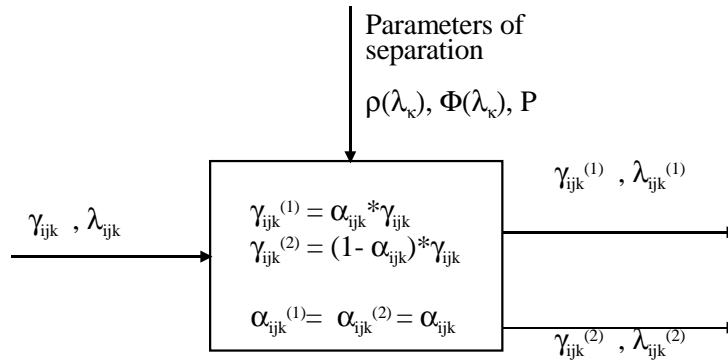 Parameters of
separation
ρ(λκ), Φ(λκ), P
γijk(1) , λijk(1)
γijk , λijk
γijk(1) = αijk*γijk
γijk(2) = (1- αijk)*γijk
αijk(1)= αijk(2) = αijk
γijk(2) , λijk(2)